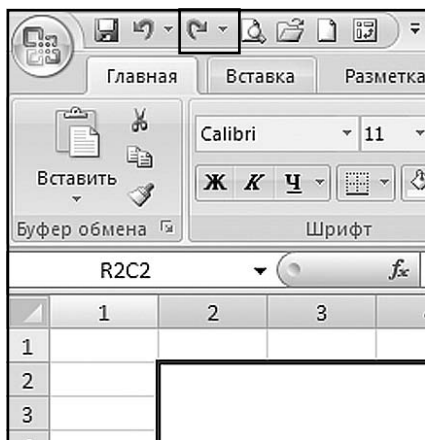 Главная Вставка Разметка
Calibri 11
Вставить Ж К Ч
Буфер обмена Шрифт
R2C2 fx
1 2 3
1
2
3